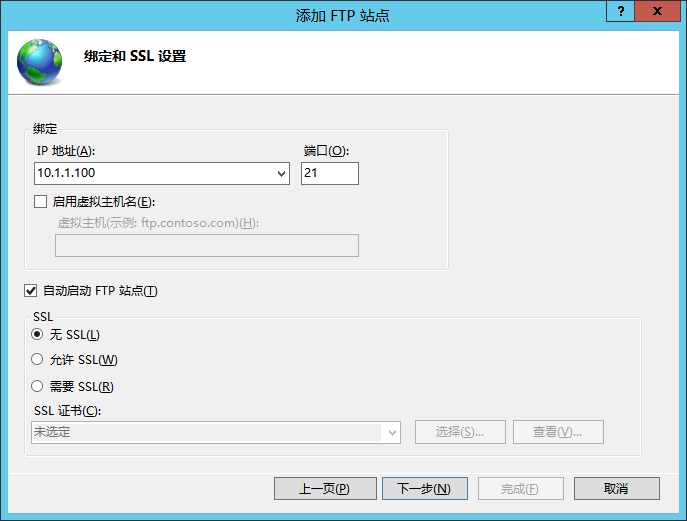 添加 FTP 站点
?
x
绑定和 SSL 设置
绑定
IP 地址(A): 端口(O):
10.1.1.100 21
启用虚拟主机名(E):
虚拟主机(示例: ftp.contoso.com)(H):
自动启动 FTP 站点(T)
SSL
无 SSL(L)
允许 SSL(W)
需要 SSL(R)
SSL 证书(C):
未选定 选择(S)... 查看(V)...
上一页(P) 下一步(N) 完成(F) 取消